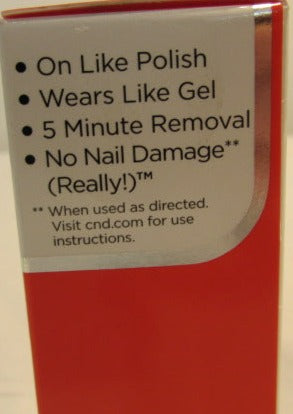 • On Like Polish
• Wears Like Gel
• 5 Minute Removal
• No Nail Damage**
(Really!)™
** When used as directed.
Visit cnd.com for use
instructions.